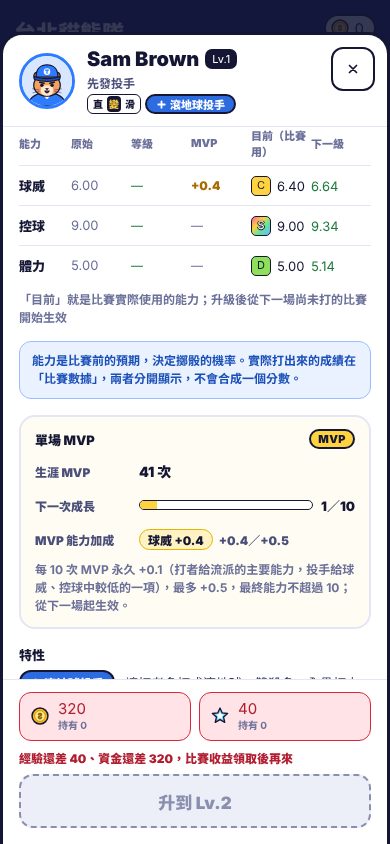 0
Sam Brown Lv.1
×
先發投手
直 變 滑 + 滾地球投手
能力 原始 等級 MVP 目前（比賽用） 下一級
球威 6.00 — +0.4 C 6.40 6.64
控球 9.00 — — S 9.00 9.34
體力 5.00 — — D 5.00 5.14
「目前」就是比賽實際使用的能力；升級後從下一場尚未打的比賽
開始生效
能力是比賽前的預期，決定擲骰的機率。實際打出來的成績在
「比賽數據」，兩者分開顯示，不會合成一個分數。
單場 MVP MVP
生涯 MVP 41 次
下一次成長 1／10
MVP 能力加成 球威 +0.4 +0.4／+0.5
每 10 次 MVP 永久 +0.1（打者給流派的主要能力，投手給球
威、控球中較低的一項），最多 +0.5，最終能力不超過 10；
從下一場起生效。
特性
320
持有 0
40
持有 0
經驗還差 40、資金還差 320，比賽收益領取後再來
升到 Lv.2